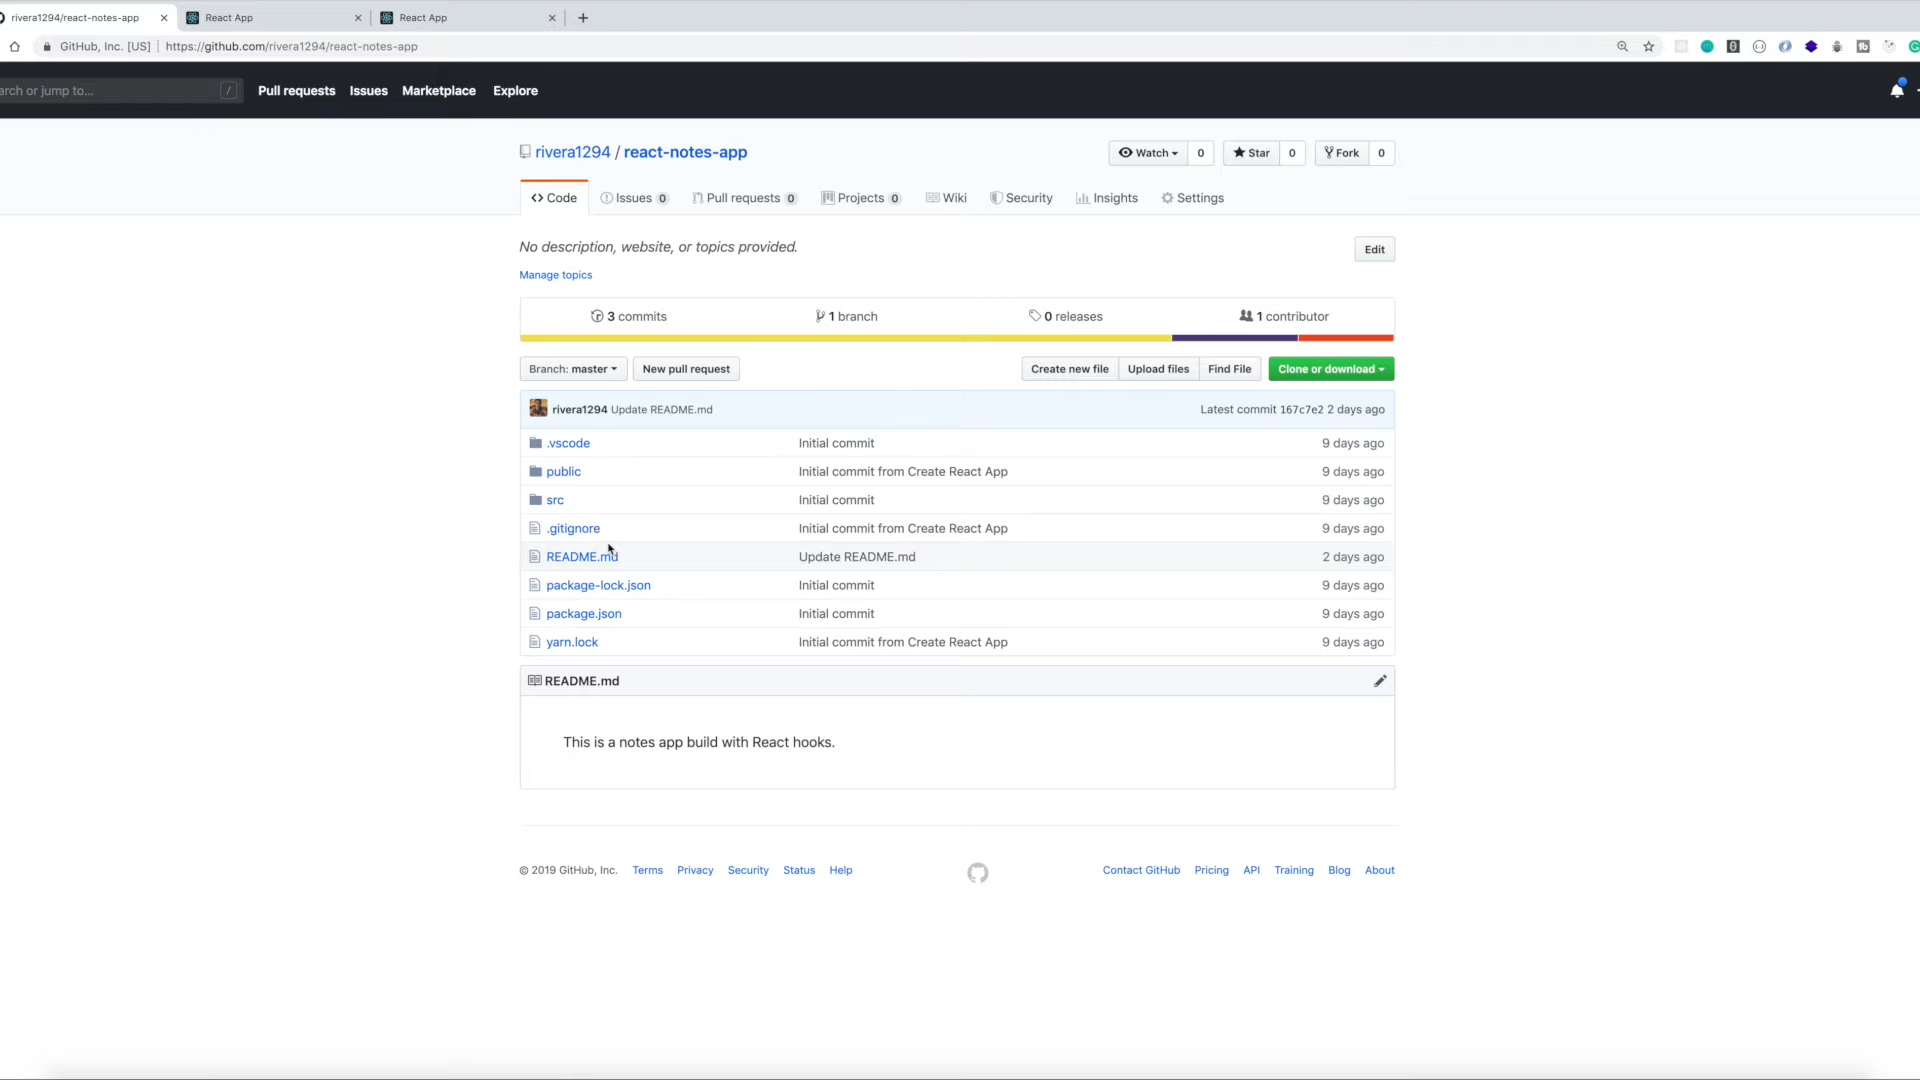 rivera1294/react-notes-app
React App
React App
GitHub, Inc. [US] | https://github.com/rivera1294/react-notes-app
arch or jump to... /
Pull requests Issues Marketplace Explore
rivera1294 / react-notes-app
Watch 0 Star 0 Fork 0
Code Issues 0 Pull requests 0 Projects 0 Wiki Security Insights Settings
No description, website, or topics provided.
Edit
Manage topics
3 commits 1 branch 0 releases 1 contributor
Branch: master New pull request Create new file Upload files Find File Clone or download
rivera1294 Update README.md Latest commit 167c7e2 2 days ago
.vscode Initial commit 9 days ago
public Initial commit from Create React App 9 days ago
src Initial commit 9 days ago
.gitignore Initial commit from Create React App 9 days ago
README.md Update README.md 2 days ago
package-lock.json Initial commit 9 days ago
package.json Initial commit 9 days ago
yarn.lock Initial commit from Create React App 9 days ago
README.md
This is a notes app build with React hooks.
© 2019 GitHub, Inc. Terms Privacy Security Status Help Contact GitHub Pricing API Training Blog About